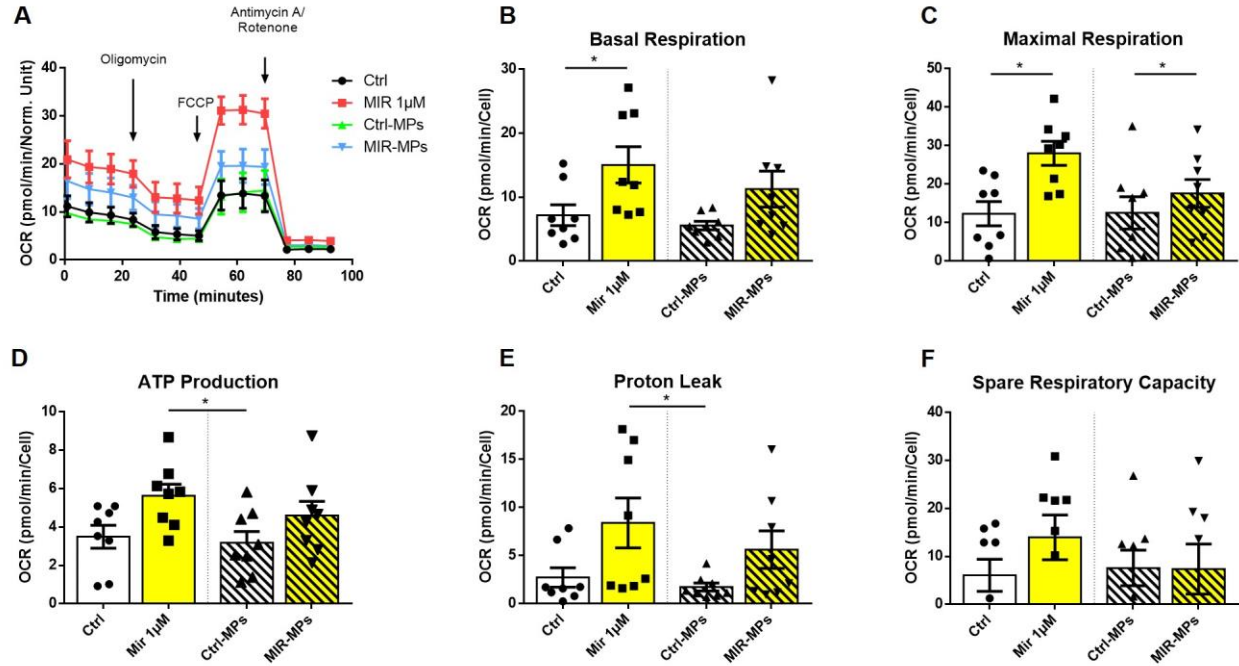 A
Antimycin A/
Rotenone
Oligomycin
FCCP
Ctrl
MIR 1μM
Ctrl-MPs
MIR-MPs
OCR (pmol/min/Norm. Unit)
40
30
20
10
0
0 20 40 60 80 100
Time (minutes)
B
Basal Respiration
*
OCR (pmol/min/Cell)
30
20
10
0
Ctrl
Mir 1μM
Ctrl-MPs
MIR-MPs
C
Maximal Respiration
* *
OCR (pmol/min/Cell)
50
40
30
20
10
0
Ctrl
Mir 1μM
Ctrl-MPs
MIR-MPs
D
ATP Production
*
OCR (pmol/min/Cell)
10
8
6
4
2
0
Ctrl
Mir 1μM
Ctrl-MPs
MIR-MPs
E
Proton Leak
*
OCR (pmol/min/Cell)
20
15
10
5
0
Ctrl
Mir 1μM
Ctrl-MPs
MIR-MPs
F
Spare Respiratory Capacity
OCR (pmol/min/Cell)
40
30
20
10
0
Ctrl
Mir 1μM
Ctrl-MPs
MIR-MPs